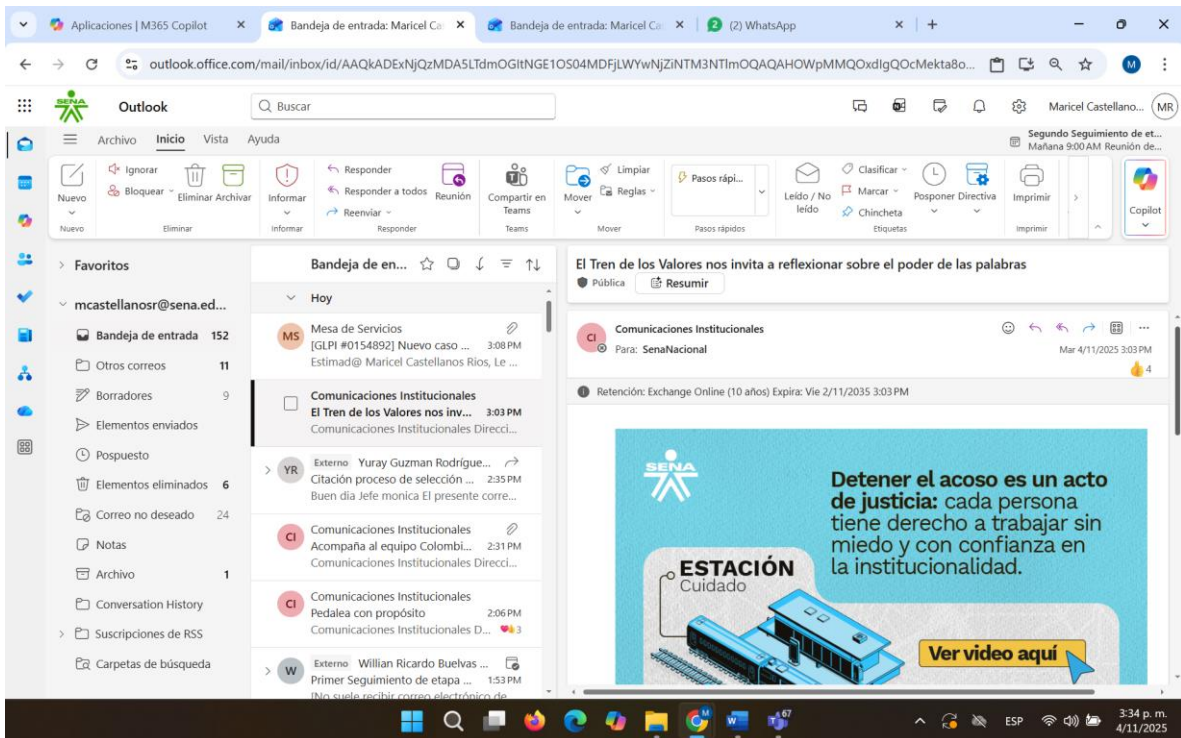 Aplicaciones | M365 Copilot
Bandeja de entrada: Maricel Ca
Bandeja de entrada: Maricel Ca
(2) WhatsApp
outlook.office.com/mail/inbox/id/
SENA
Outlook
Buscar
Maricel Castellano...
MR
Archivo Inicio Vista Ayuda
Segundo Seguimiento de et...
Mañana 9:00 AM Reunión de...
Nuevo
Ignorar
Bloquear
Eliminar
Archivar
Informar
Responder
Responder a todos
Reenviar
Reunión
Compartir en Teams
Mover
Limpiar
Reglas
Pasos rápi...
Leído / No leído
Clasificar
Marcar
Chincheta
Posponer
Directiva
Imprimir
Copilot
Nuevo
Eliminar
Informar
Responder
Teams
Mover
Pasos rápidos
Etiquetas
Imprimir
Favoritos
mcastellanosr@sena.ed...
Bandeja de entrada 152
Otros correos 11
Borradores 9
Elementos enviados
Pospuesto
Elementos eliminados 6
Correo no deseado 24
Notas
Archivo 1
Conversation History
Suscripciones de RSS
Carpetas de búsqueda
Bandeja de en...
Hoy
MS
Mesa de Servicios
[GLPI #0154892] Nuevo caso ... 3:08 PM
Estimad@ Maricel Castellanos Rios, Le ...
Comunicaciones Institucionales
El Tren de los Valores nos inv... 3:03 PM
Comunicaciones Institucionales Direcci...
YR
Externo Yuray Guzman Rodrígue...
Citación proceso de selección ... 2:35 PM
Buen dia Jefe monica El presente corre...
CI
Comunicaciones Institucionales
Acompaña al equipo Colombi... 2:31 PM
Comunicaciones Institucionales Direcci...
CI
Comunicaciones Institucionales
Pedalea con propósito 2:06 PM
Comunicaciones Institucionales D... 3
W
Externo Willian Ricardo Buelvas ...
Primer Seguimiento de etapa ... 1:53 PM
[No suele recibir correo electrónico de
El Tren de los Valores nos invita a reflexionar sobre el poder de las palabras
Pública
Resumir
CI
Comunicaciones Institucionales
Para: SenaNacional
Mar 4/11/2025 3:03 PM
4
Retención: Exchange Online (10 años) Expira: Vie 2/11/2035 3:03 PM
SENA
Detener el acoso es un acto
de justicia: cada persona
tiene derecho a trabajar sin
miedo y con confianza en
la institucionalidad.
ESTACIÓN
Cuidado
Ver video aquí
67
ESP
3:34 p. m.
4/11/2025